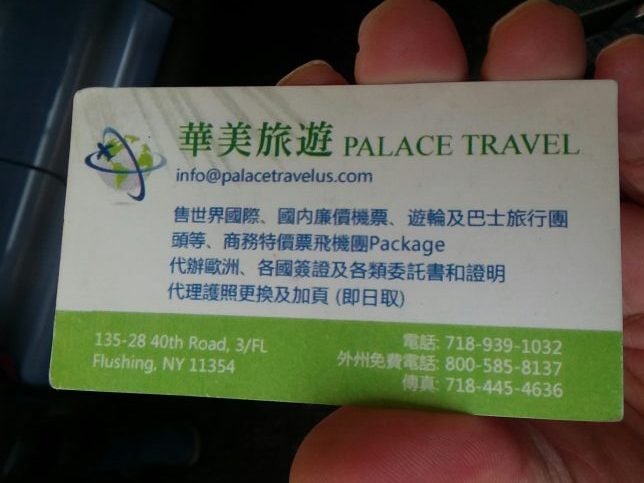 華美旅遊 PALACE TRAVEL
info@palacetravelus.com
售世界國際、國内廉價機票、遊輪及巴士旅行團
頭等、商務特價票飛機團Package
代辦歐洲、各國簽證及各類委託書和證明
代理護照更換及加頁 (即日取)
135-28 40th Road, 3/FL
Flushing, NY 11354
電話: 718-939-1032
外州免費電話: 800-585-8137
傳真: 718-445-4636